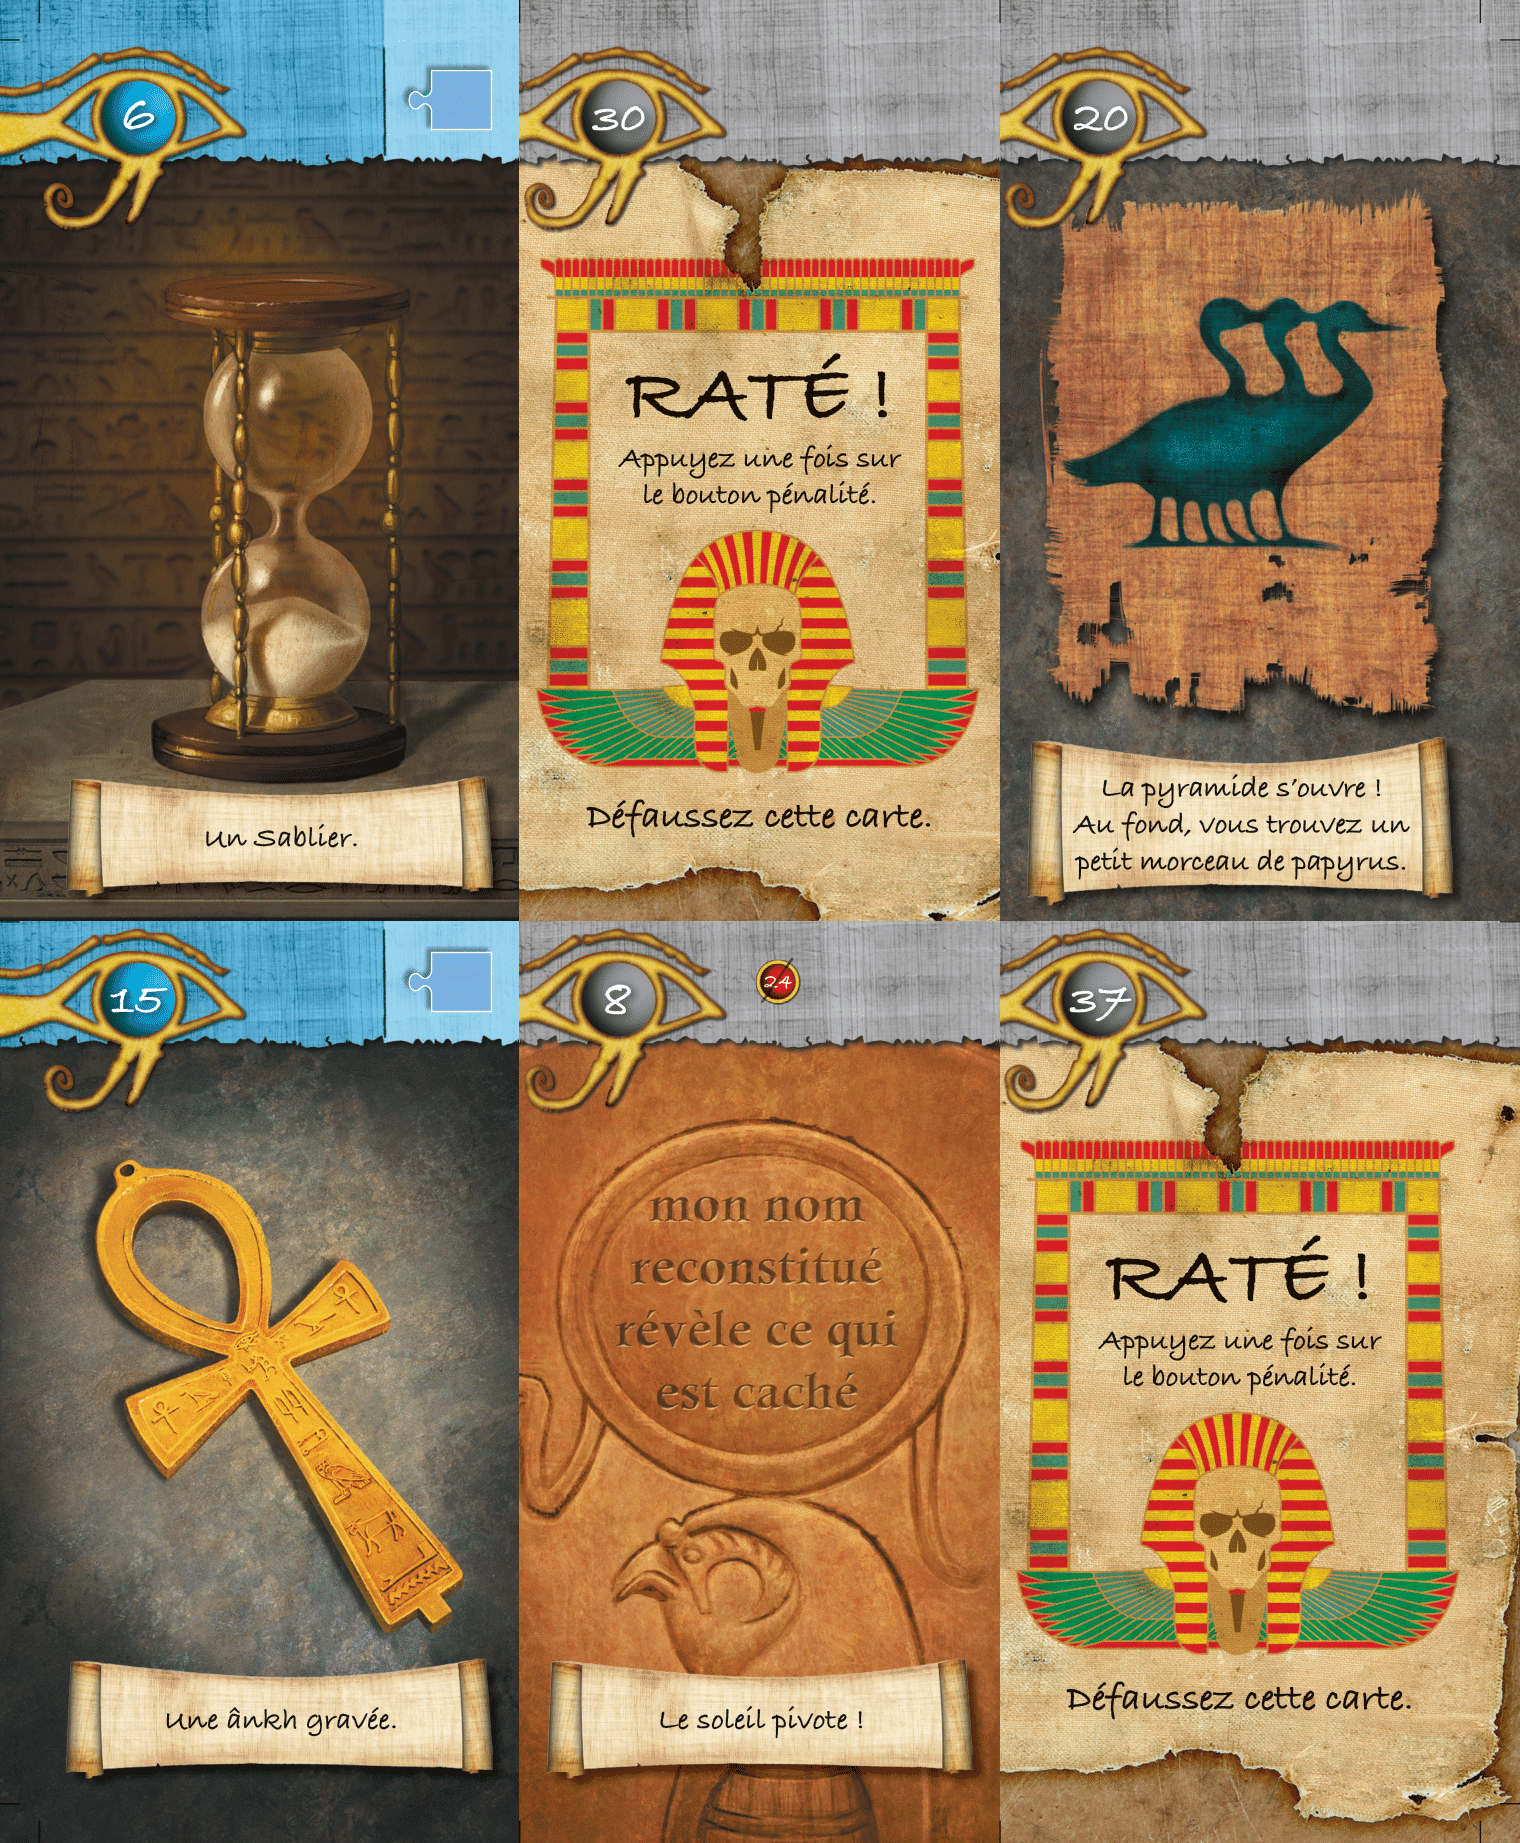 6
Un Sablier.
30
RATÉ !
Appuyez une fois sur
le bouton pénalité.
Défaussez cette carte.
20
La pyramide s'ouvre !
Au fond, vous trouvez un
petit morceau de papyrus.
15
Une ânkh gravée.
8
24
mon nom
reconstitué
révèle ce qui
est caché
Le soleil pivote !
37
RATÉ !
Appuyez une fois sur
le bouton pénalité.
Défaussez cette carte.